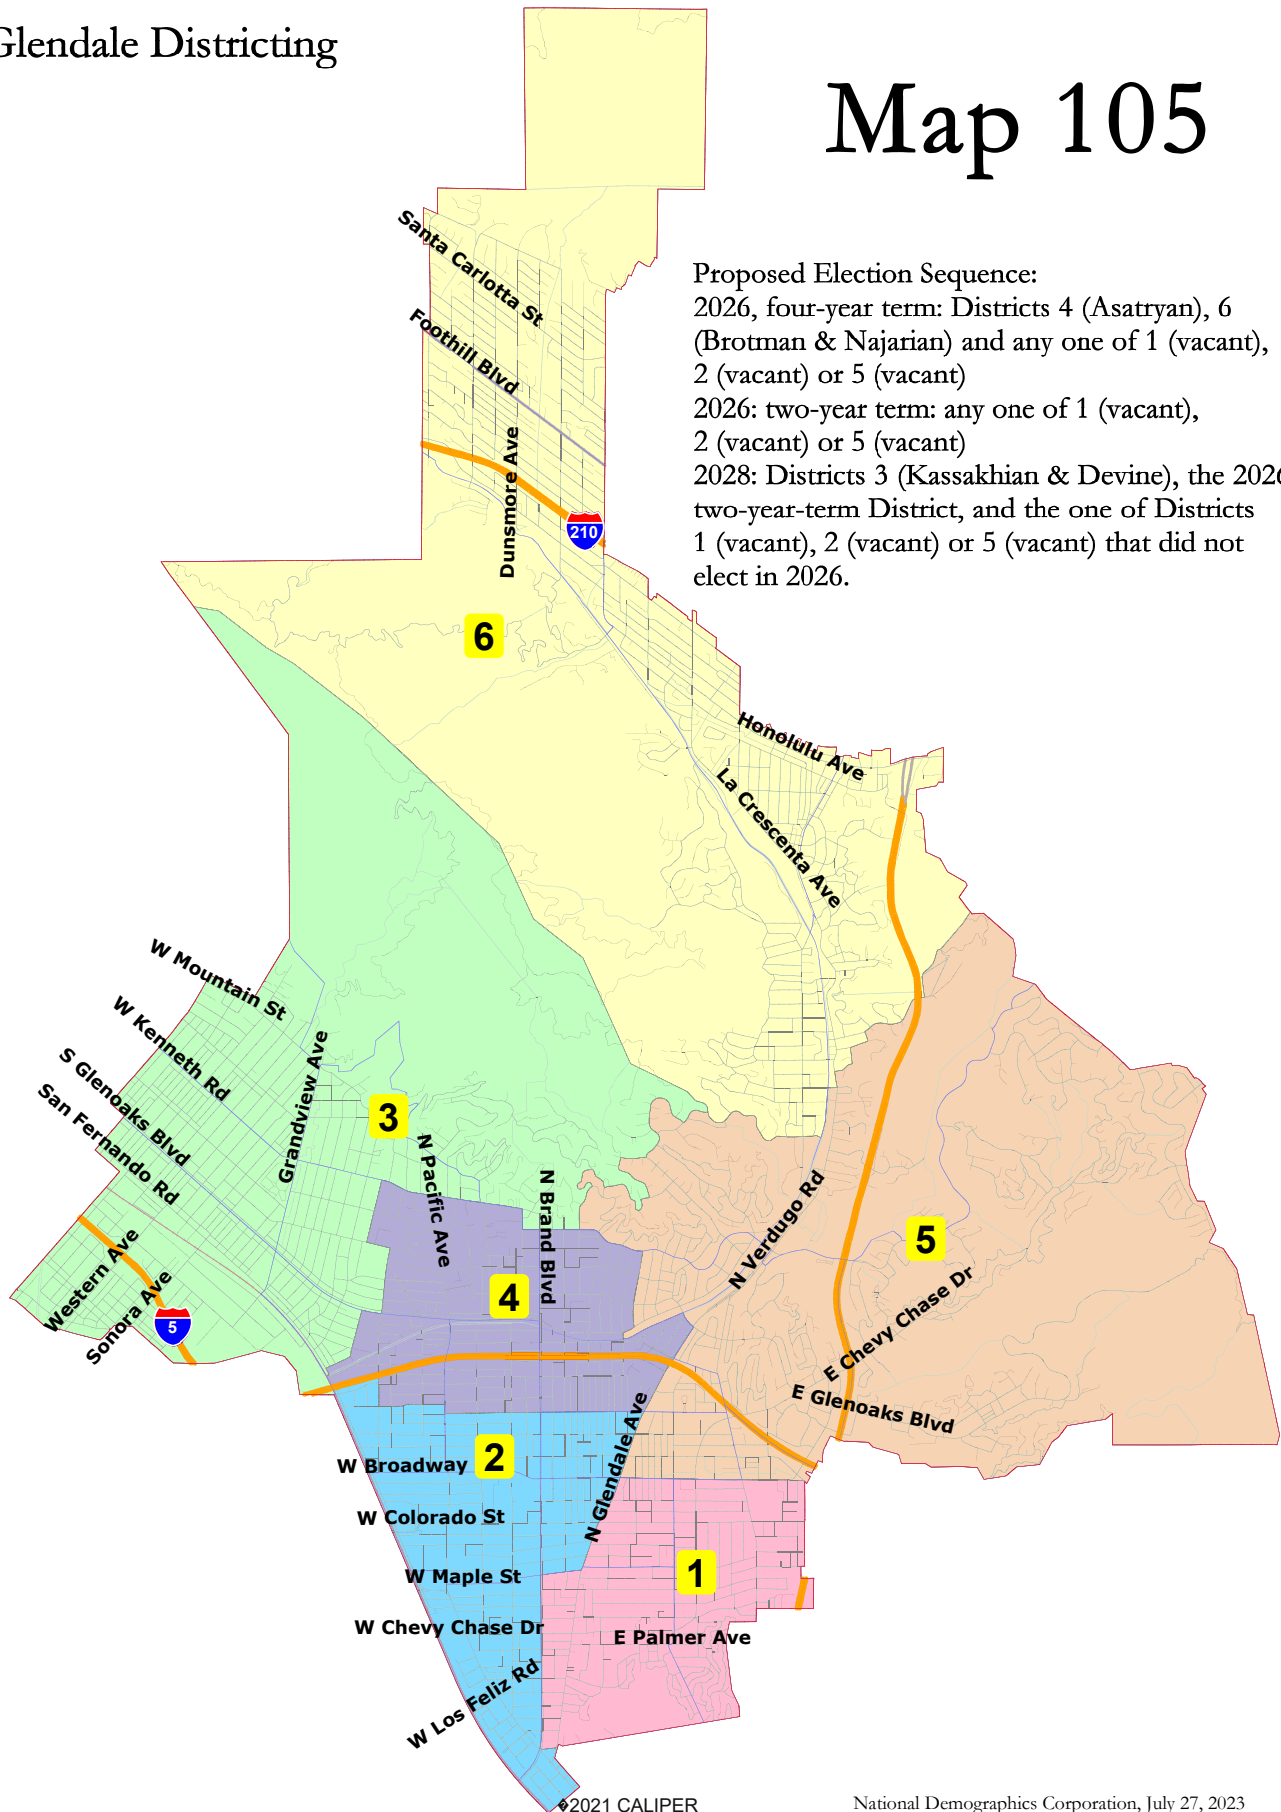 Glendale Districting
Map 105
Proposed Election Sequence:
2026, four-year term: Districts 4 (Asatryan), 6
(Brotman & Najarian) and any one of 1 (vacant),
2 (vacant) or 5 (vacant)
2026: two-year term: any one of 1 (vacant),
2 (vacant) or 5 (vacant)
2028: Districts 3 (Kassakhian & Devine), the 2026
two-year-term District, and the one of Districts
1 (vacant), 2 (vacant) or 5 (vacant) that did not
elect in 2026.
Santa Carlotta St
Foothill Blvd
Dunsmore Ave
210
6
Honolulu Ave
La Crescenta Ave
W Mountain St
W Kenneth Rd
S Glenoaks Blvd
San Fernando Rd
Grandview Ave
3
N Pacific Ave
N Brand Blvd
N Verdugo Rd
5
Western Ave
Sonora Ave
5
4
E Chevy Chase Dr
E Glenoaks Blvd
N Glendale Ave
2
W Broadway
W Colorado St
W Maple St
1
W Chevy Chase Dr
E Palmer Ave
W Los Feliz Rd
�2021 CALIPER
National Demographics Corporation, July 27, 2023